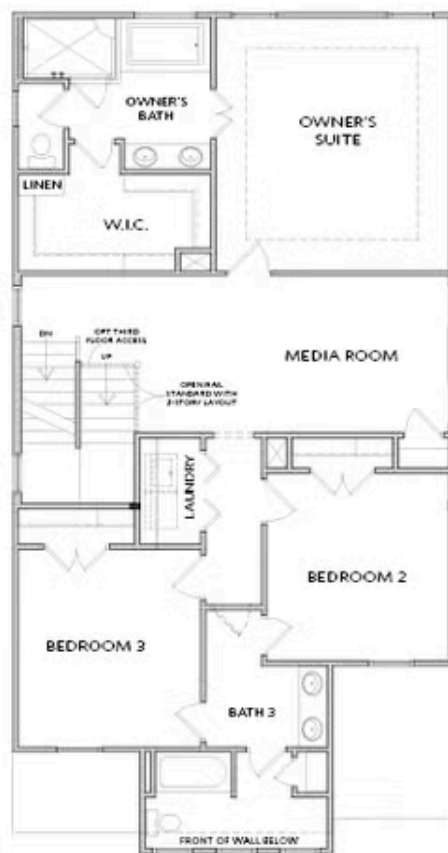 OWNER'S
BATH
OWNER'S
SUITE
LINEN
W.I.C.
DN
OPT THIRD
FLOOR ACCESS
UP
OPEN RAIL
STANDARD WITH
2-STORY LAYOUT
MEDIA ROOM
LAUNDRY
BEDROOM 2
BEDROOM 3
BATH 3
FRONT OF WALL BELOW